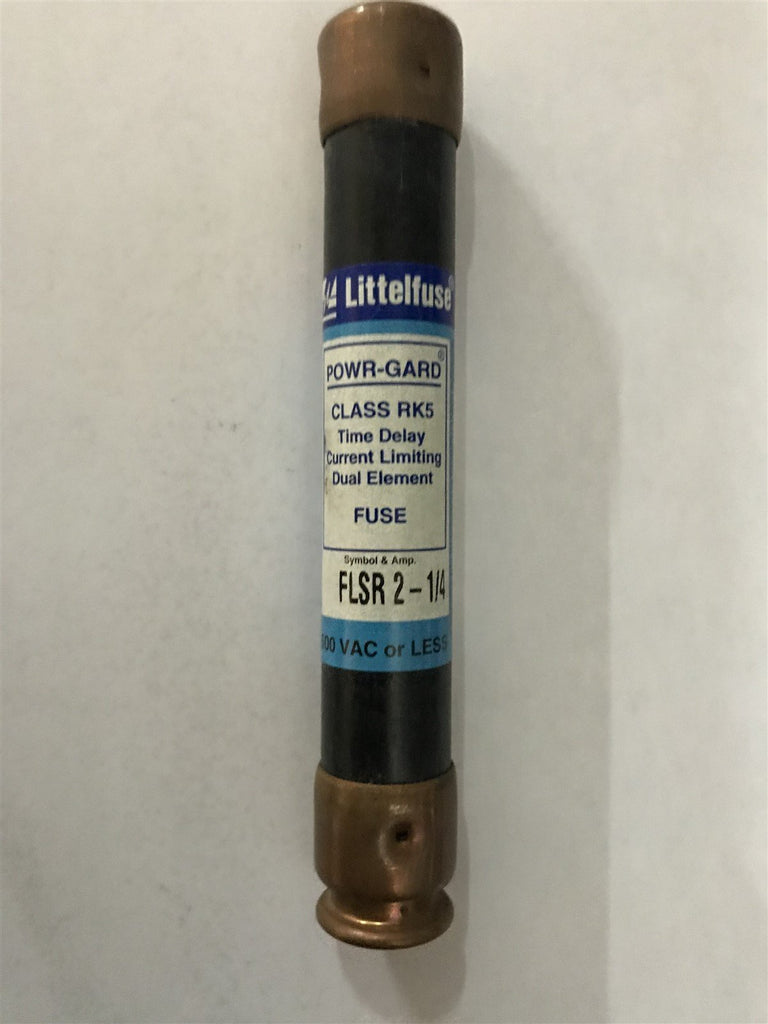 Littelfuse®
POWR-GARD®
CLASS RK5
Time Delay
Current Limiting
Dual Element
FUSE
Symbol & Amp.
FLSR 2-1/4
00 VAC or LESS